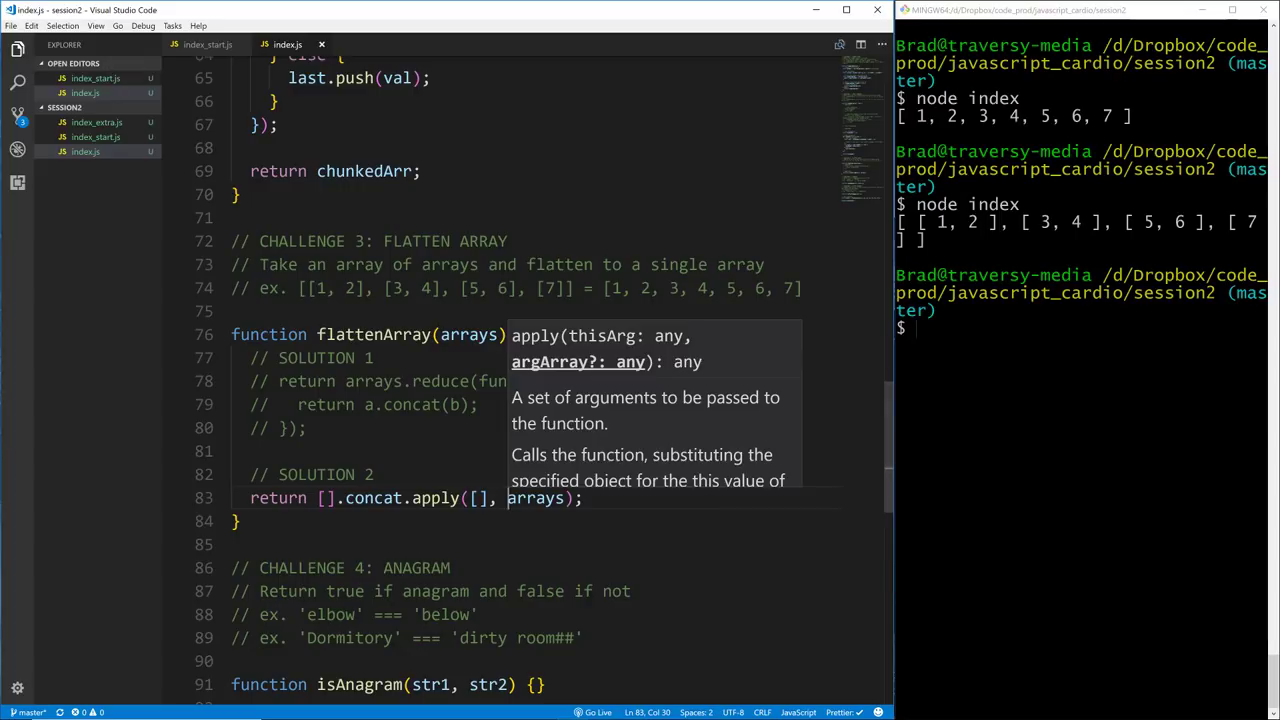 index.js - session2 - Visual Studio Code
File Edit Selection View Go Debug Tasks Help
EXPLORER
OPEN EDITORS
index_start.js U
index.js U
SESSION2
index_extra.js U
index_start.js U
index.js U
index_start.js
index.js
65 last.push(val);
66 }
67 });
68
69 return chunkedArr;
70 }
71
72 // CHALLENGE 3: FLATTEN ARRAY
73 // Take an array of arrays and flatten to a single array
74 // ex. [[1, 2], [3, 4], [5, 6], [7]] = [1, 2, 3, 4, 5, 6, 7]
75
76 function flattenArray(arrays)
77 // SOLUTION 1
78 // return arrays.reduce(fun
79 // return a.concat(b);
80 // });
81
82 // SOLUTION 2
83 return [].concat.apply([], arrays);
84 }
85
86 // CHALLENGE 4: ANAGRAM
87 // Return true if anagram and false if not
88 // ex. 'elbow' === 'below'
89 // ex. 'Dormitory' === 'dirty room##'
90
91 function isAnagram(str1, str2) {}
apply(thisArg: any,
argArray?: any): any
A set of arguments to be passed to
the function.
Calls the function, substituting the
specified object for the this value of
3
master* 0 0
Go Live Ln 83, Col 30 Spaces: 2 UTF-8 CRLF JavaScript Prettier: ✓
MINGW64:/d/Dropbox/code_prod/javascript_cardio/session2
Brad@traversy-media /d/Dropbox/code_
prod/javascript_cardio/session2 (mas
ter)
$ node index
[ 1, 2, 3, 4, 5, 6, 7 ]
Brad@traversy-media /d/Dropbox/code_
prod/javascript_cardio/session2 (mas
ter)
$ node index
[ [ 1, 2 ], [ 3, 4 ], [ 5, 6 ], [ 7
] ]
Brad@traversy-media /d/Dropbox/code_
prod/javascript_cardio/session2 (mas
ter)
$